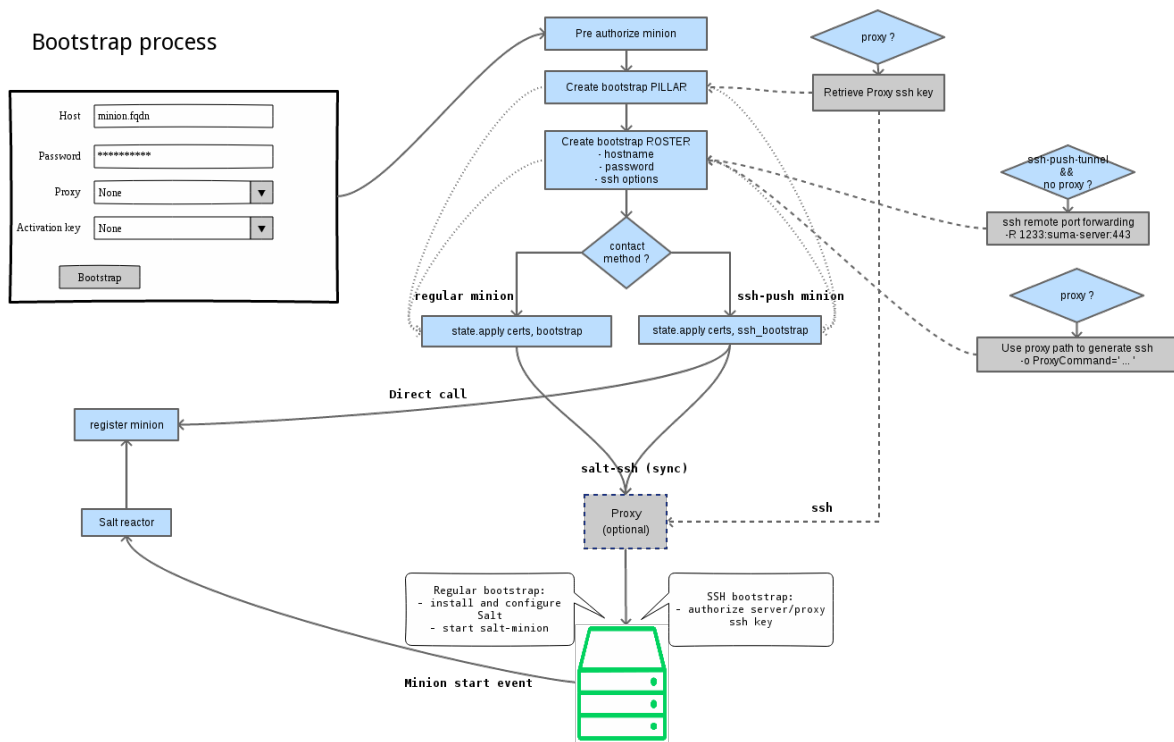 Bootstrap process
Host
minion.fqdn
Password
**********
Proxy
None
Activation key
None
Bootstrap
Pre authorize minion
Create bootstrap PILLAR
Create bootstrap ROSTER
- hostname
- password
- ssh options
contact
method ?
regular minion
ssh-push minion
state.apply certs, bootstrap
state.apply certs, ssh_bootstrap
proxy ?
Retrieve Proxy ssh key
ssh-push-tunnel
&&
no proxy ?
ssh remote port forwarding
-R 1233:suma-server:443
proxy ?
Use proxy path to generate ssh
-o ProxyCommand=' ... '
Direct call
register minion
Salt reactor
salt-ssh (sync)
Proxy
(optional)
ssh
Regular bootstrap:
- install and configure
Salt
- start salt-minion
SSH bootstrap:
- authorize server/proxy
ssh key
Minion start event